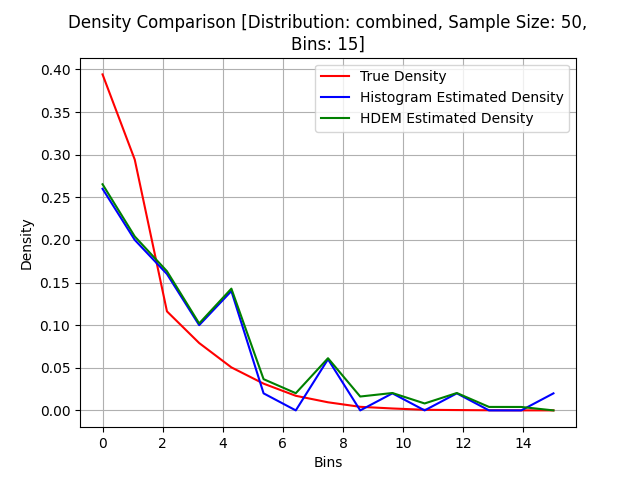 Density Comparison [Distribution: combined, Sample Size: 50,
Bins: 15]
True Density
Histogram Estimated Density
HDEM Estimated Density
Density
0.40
0.35
0.30
0.25
0.20
0.15
0.10
0.05
0.00
0 2 4 6 8 10 12 14
Bins